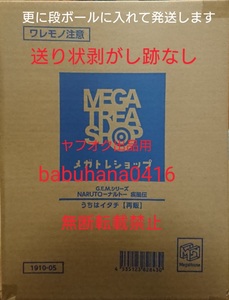 更に段ボールに入れて発送します
ワレモノ注意
送り状剥がし跡なし
MEGA
TREA
SHOP
ヤフオク出品用
メガトレショップ
babuhana0416
G.E.M.シリーズ
NARUTO-ナルト- 疾風伝
うちはイタチ【再販】
無断転載禁止
1910-05
MegaHouse